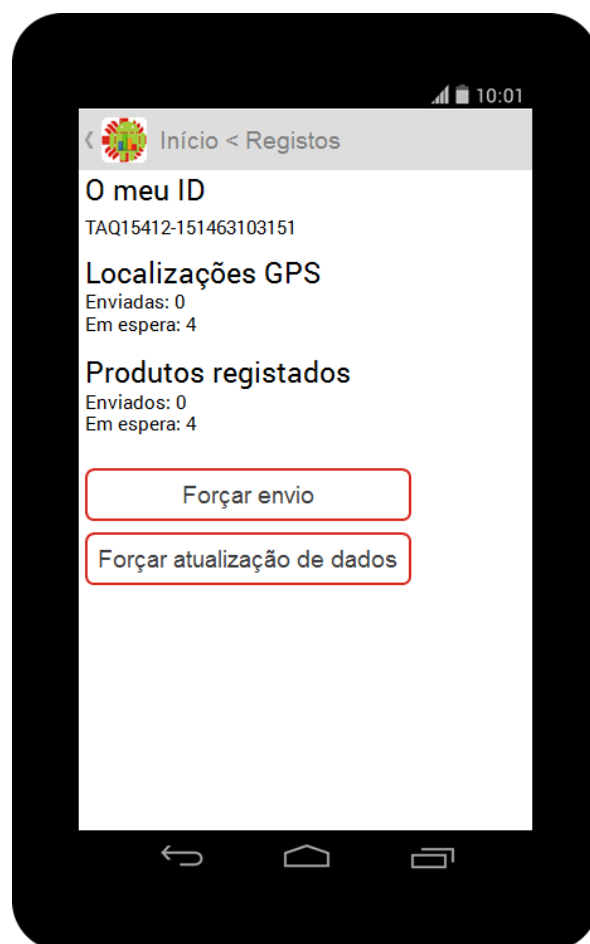 10:01
Início < Registos
O meu ID
TAQ15412-151463103151
Localizações GPS
Enviadas: 0
Em espera: 4
Produtos registados
Enviados: 0
Em espera: 4
Forçar envio
Forçar atualização de dados